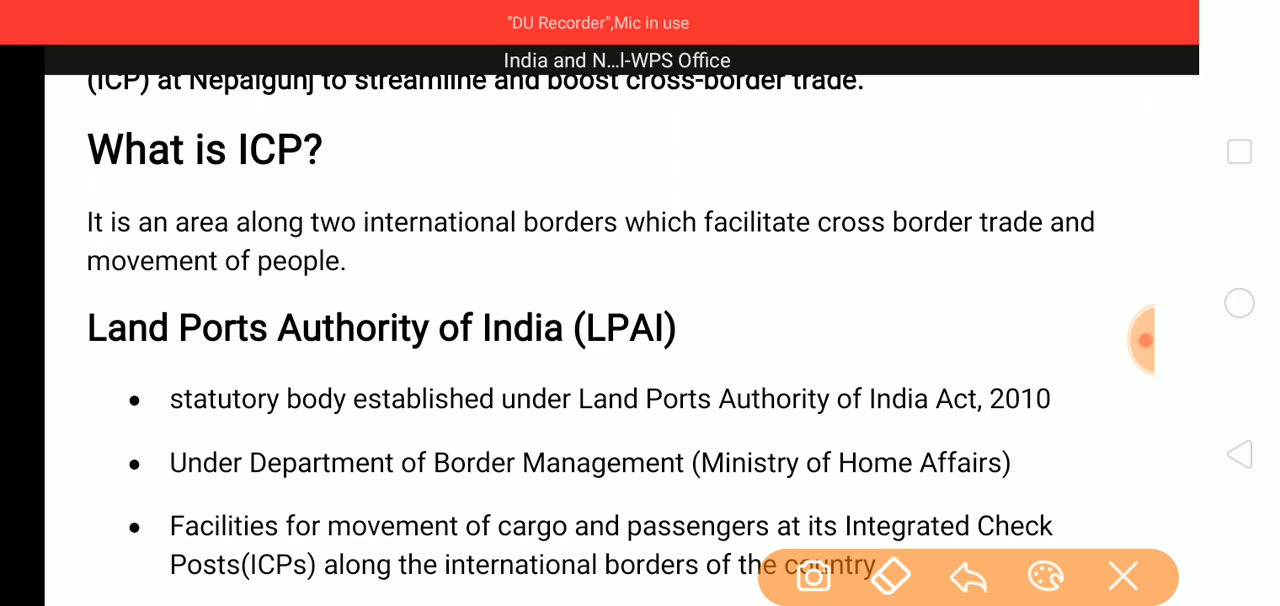 "DU Recorder",Mic in use
India and N...l-WPS Office
(ICP) at Nepalgunj to streamline and boost cross-border trade.
What is ICP?
It is an area along two international borders which facilitate cross border trade and
movement of people.
Land Ports Authority of India (LPAI)
• statutory body established under Land Ports Authority of India Act, 2010
• Under Department of Border Management (Ministry of Home Affairs)
• Facilities for movement of cargo and passengers at its Integrated Check
Posts(ICPs) along the international borders of the country